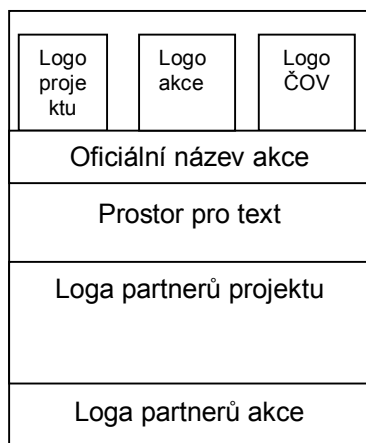 Logo
proje
ktu
Logo
akce
Logo
ČOV
Oficiální název akce
Prostor pro text
Loga partnerů projektu
Loga partnerů akce